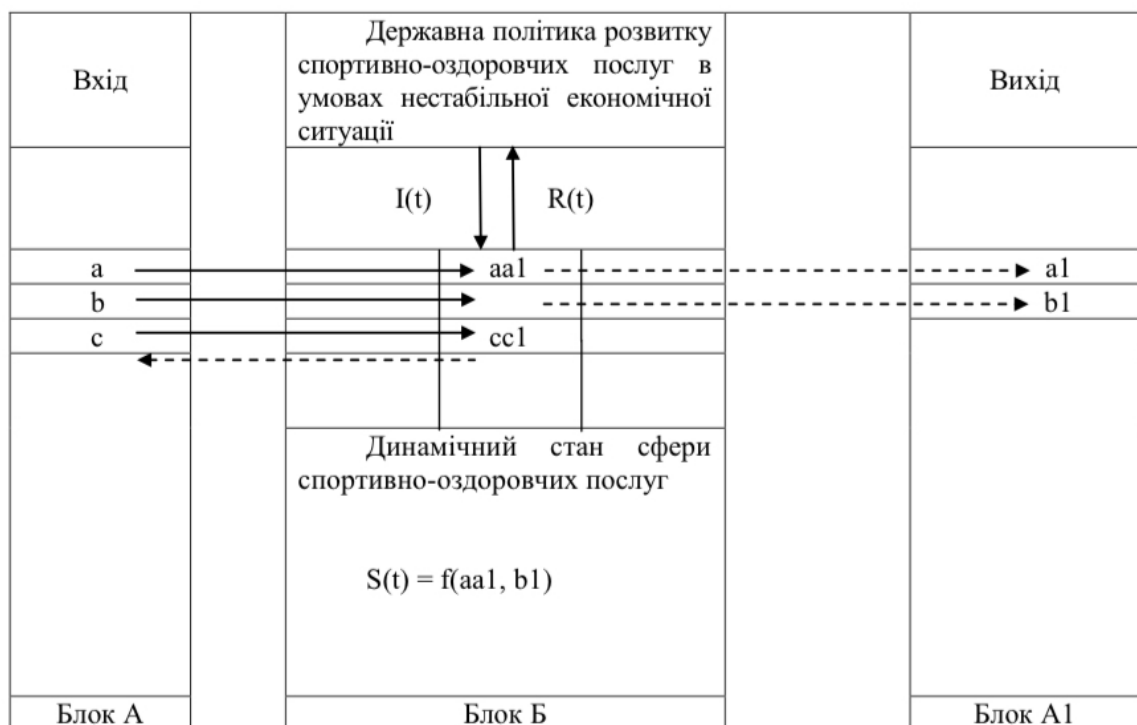 Вхід
Державна політика розвитку
спортивно-оздоровчих послуг в
умовах нестабільної економічної
ситуації
Вихід
I(t)
R(t)
a
aa1
a1
b
b1
c
cc1
Динамічний стан сфери
спортивно-оздоровчих послуг
S(t) = f(aa1, b1)
Блок А
Блок Б
Блок А1